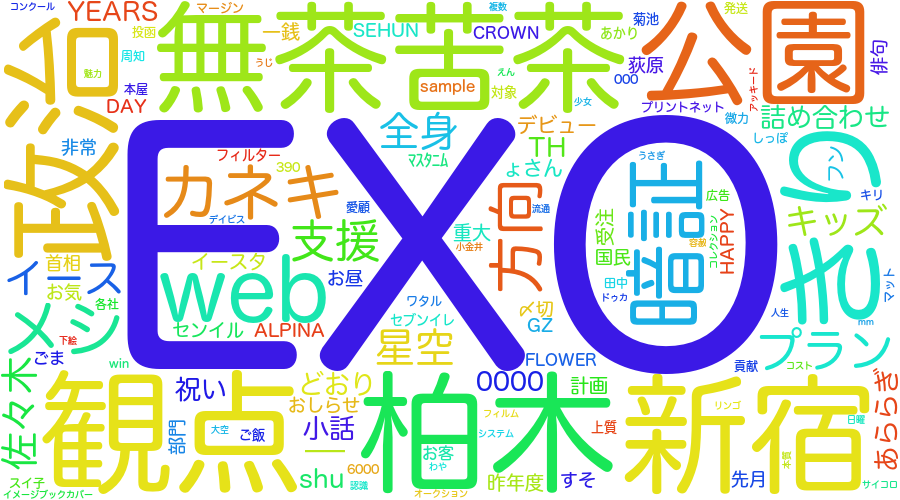 コンクール
YEARS
マージン
複数
発送
投函
一銭
SEHUN
CROWN
あかり
菊池
公園
俳句
政治
周知
魅力
無茶苦茶
うじ
えん
荻原
000
アッキード
本屋
DAY
sample
対象
少女
プリントネット
微力
詰め合わせ
非常
全身
デビュー
しっぽ
フィルター
マスタニム
TH
ょさん
うさぎ
フン
きり
EXO
カネキ
390
愛顧
デイビス
流通
方向
暗証
広告
キリ
支援
重大
小金井
受注
容器
コレクション
HAPPY
キッズ
首相
イース
イースタ
お昼
国民
田中
ドゥカ
マット
お気
web
ワタル
〆切
人生
mm
メシ
各社
センイル
ALPINA
セブンイレ
GZ
下絵
ごま
win
星空
FLOWER
貢献
プラン
コスト
佐々木
観点
祝い
どおり
0000
計画
おしらせ
柏木
フィルム
新宿
リンゴ
日曜
あららぎ
部門
大空
ご飯
小話
お客
わや
システム
上質
本質
スイ子
イメージブックカバー
shu
一
6000
認識
オークション
昨年度
すそ
先月
サイコロ